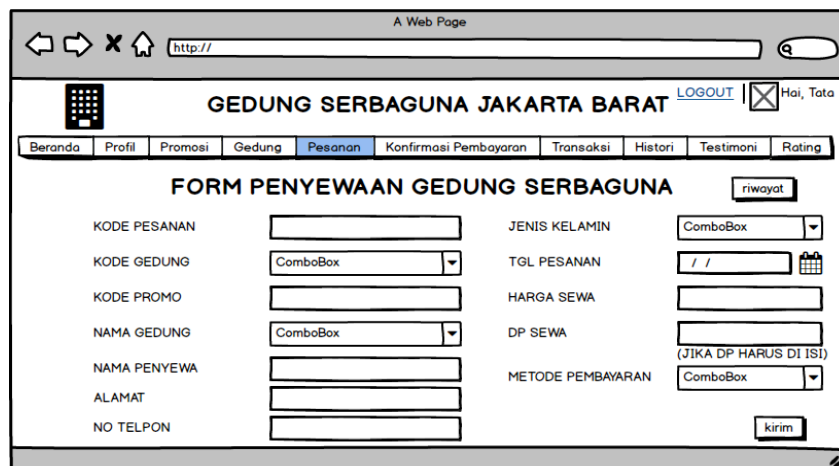 A Web Page
http://
GEDUNG SERBAGUNA JAKARTA BARAT
LOGOUT
Hai, Tata
Beranda Profil Promosi Gedung Pesanan Konfirmasi Pembayaran Transaksi Histori Testimoni Rating
FORM PENYEWAAN GEDUNG SERBAGUNA
riwayat
KODE PESANAN
KODE GEDUNG ComboBox
KODE PROMO
NAMA GEDUNG ComboBox
NAMA PENYEWA
ALAMAT
NO TELPON
JENIS KELAMIN ComboBox
TGL PESANAN / /
HARGA SEWA
DP SEWA
(JIKA DP HARUS DI ISI)
METODE PEMBAYARAN ComboBox
kirim